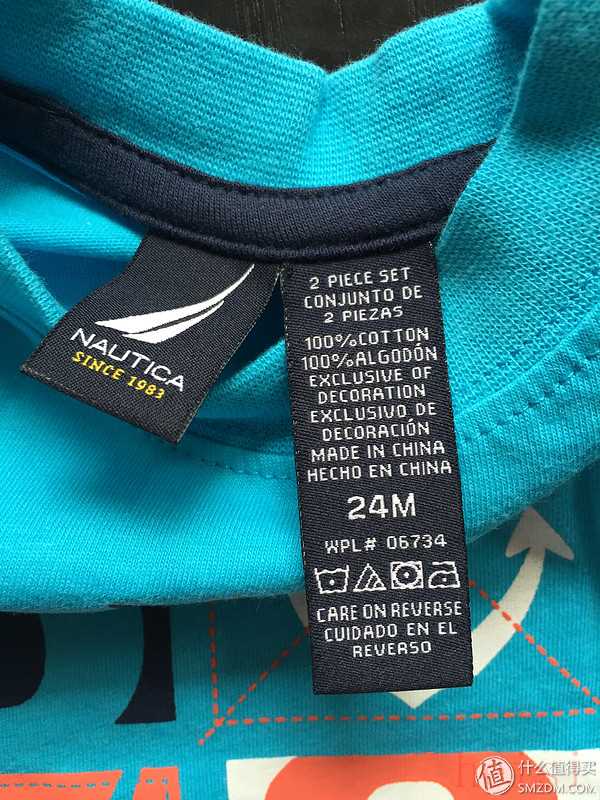 NAUTICA
SINCE 1983
2 PIECE SET
CONJUNTO DE
2 PIEZAS
100%COTTON
100%ALGODÓN
EXCLUSIVE OF
DECORATION
EXCLUSIVO DE
DECORACIÓN
MADE IN CHINA
HECHO EN CHINA
24M
WPL# 06734
CARE ON REVERSE
CUIDADO EN EL
REVERSO
值 什么值得买
SMZDM.COM